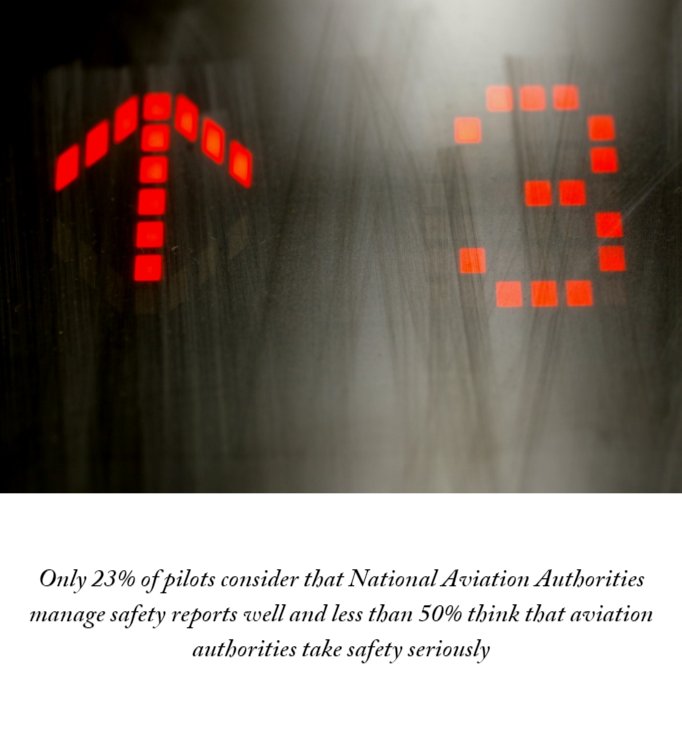 ↑ 3
Only 23% of pilots consider that National Aviation Authorities
manage safety reports well and less than 50% think that aviation
authorities take safety seriously